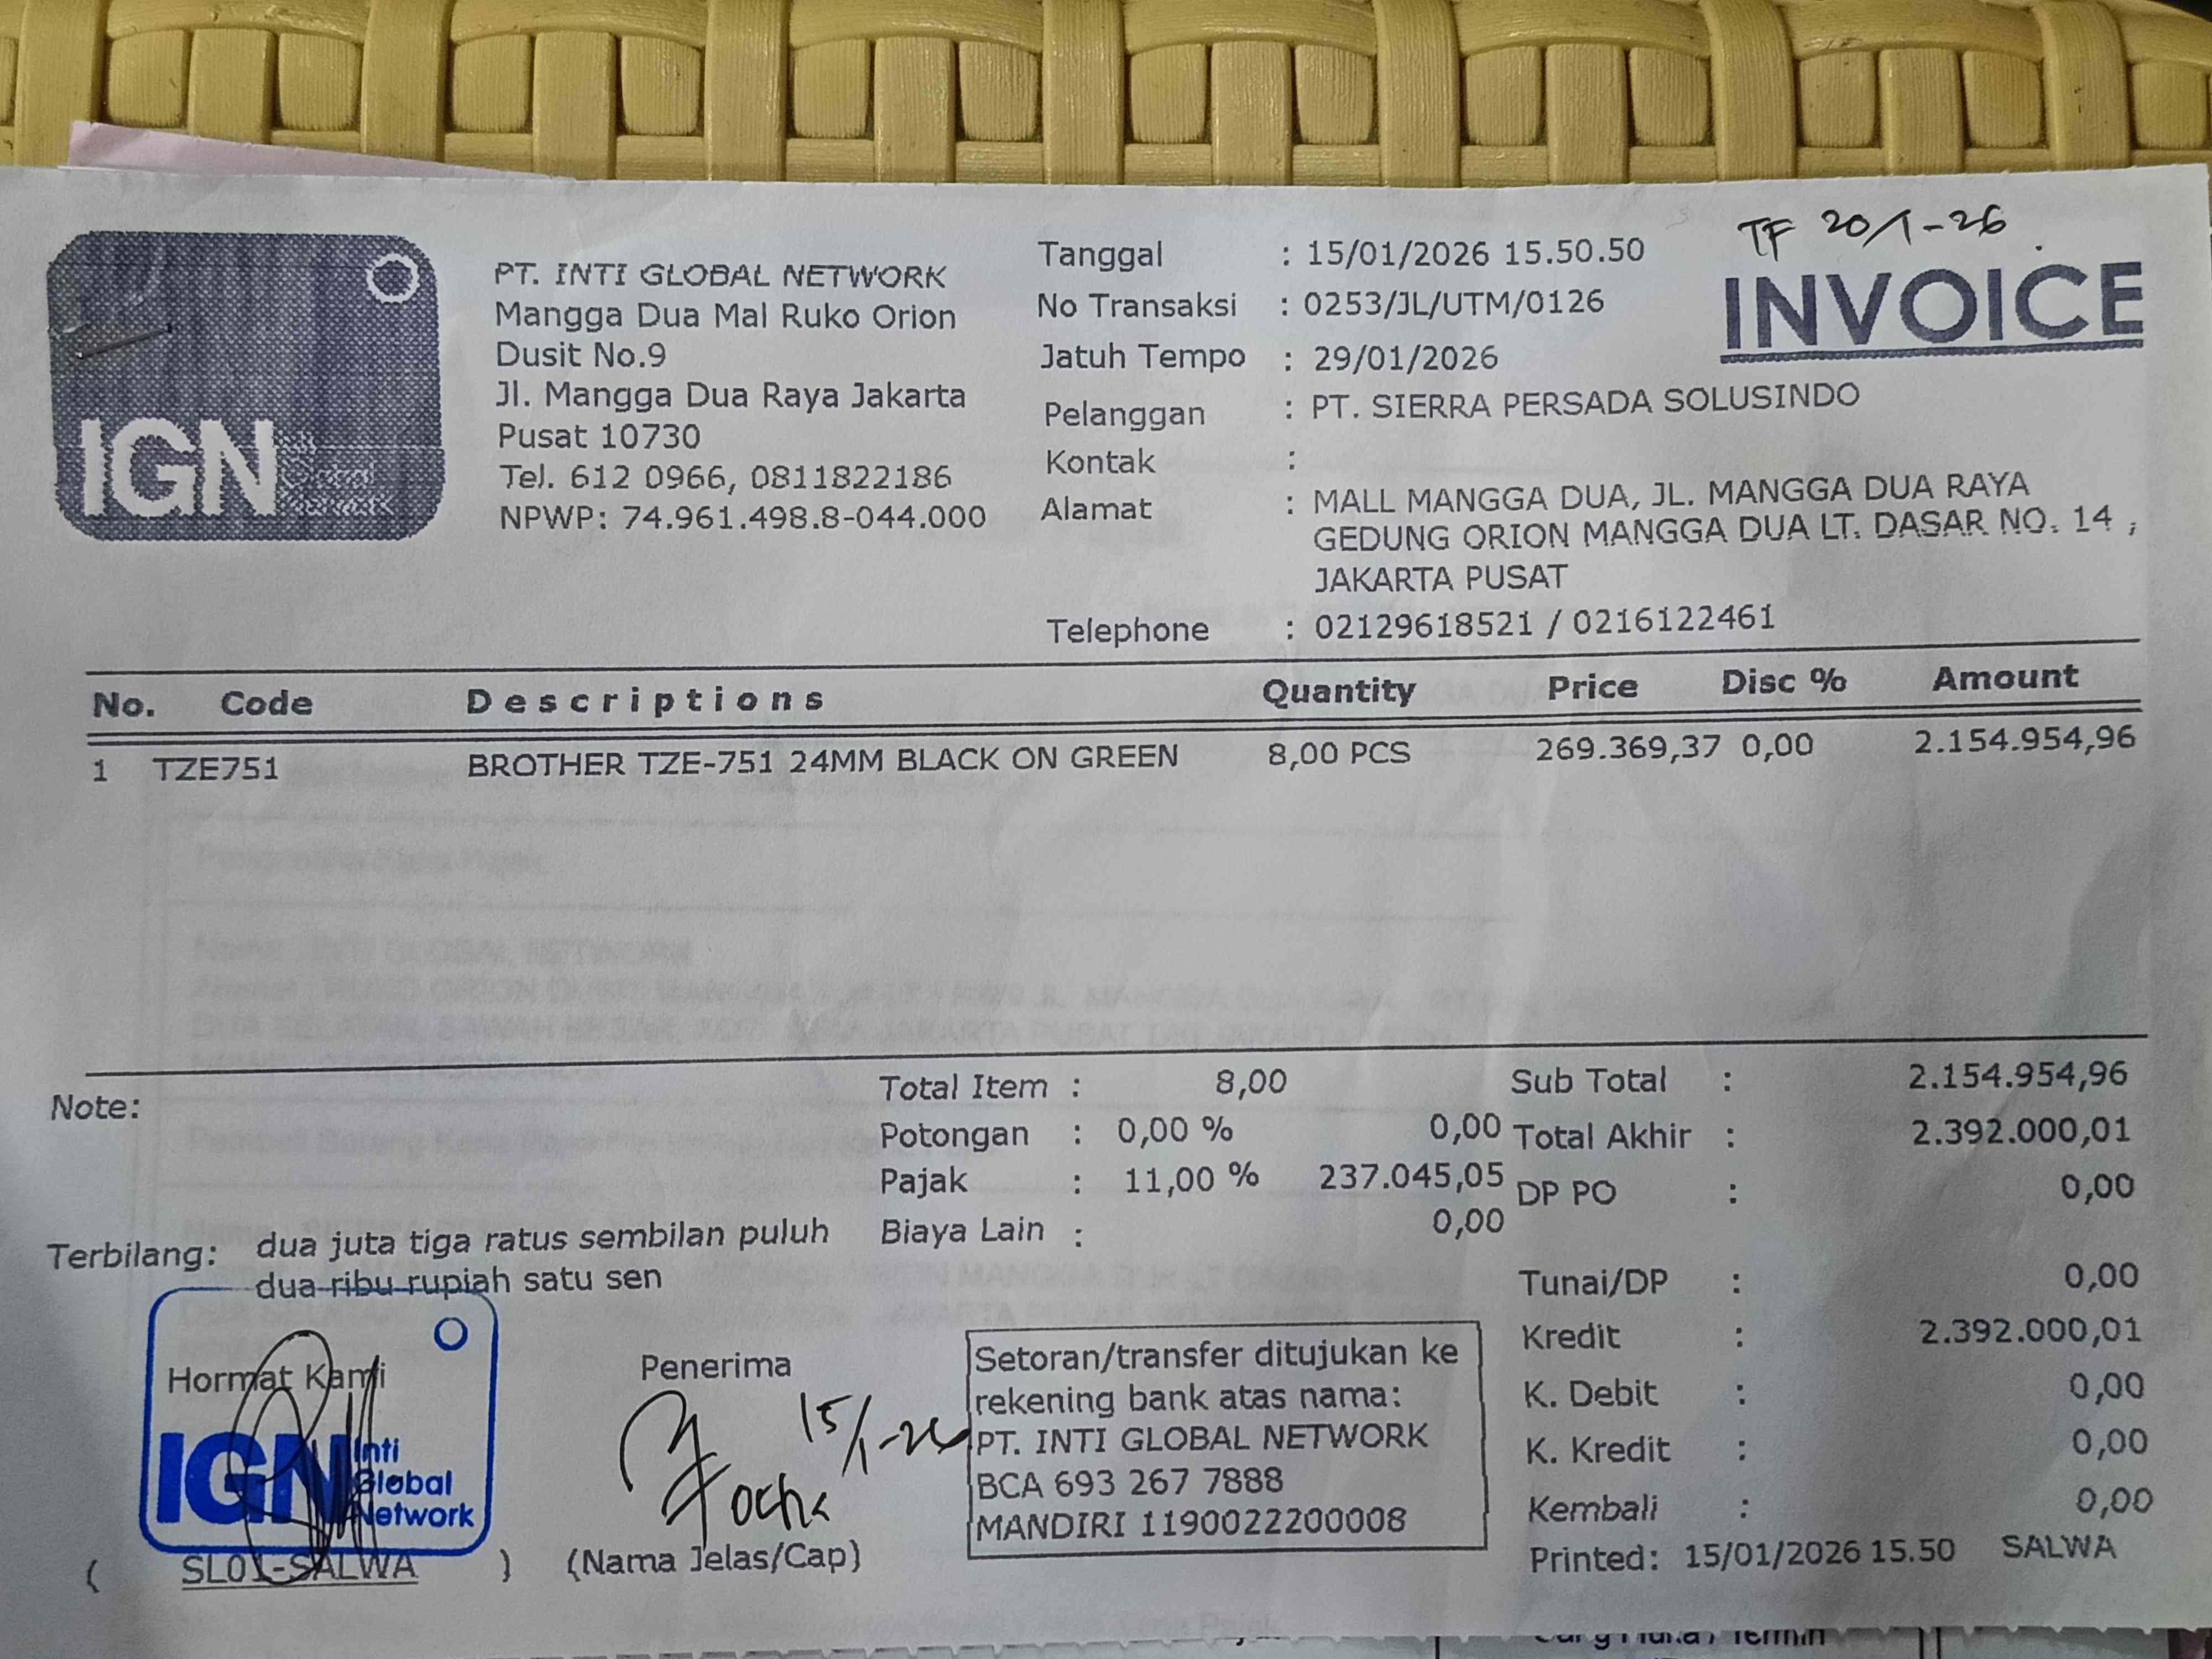 TF 20/1-26
INVOICE
IGN Inti Global Network
PT. INTI GLOBAL NETWORK
Mangga Dua Mal Ruko Orion
Dusit No.9
Jl. Mangga Dua Raya Jakarta
Pusat 10730
Tel. 612 0966, 0811822186
NPWP: 74.961.498.8-044.000
Tanggal : 15/01/2026 15.50.50
No Transaksi : 0253/JL/UTM/0126
Jatuh Tempo : 29/01/2026
Pelanggan : PT. SIERRA PERSADA SOLUSINDO
Kontak :
Alamat : MALL MANGGA DUA, JL. MANGGA DUA RAYA
GEDUNG ORION MANGGA DUA LT. DASAR NO. 14 ,
JAKARTA PUSAT
Telephone : 02129618521 / 0216122461
No. Code Descriptions Quantity Price Disc % Amount
1 TZE751 BROTHER TZE-751 24MM BLACK ON GREEN 8,00 PCS 269.369,37 0,00 2.154.954,96
Note:
Total Item : 8,00
Potongan : 0,00 % 0,00
Pajak : 11,00 % 237.045,05
Biaya Lain : 0,00
Sub Total : 2.154.954,96
Total Akhir : 2.392.000,01
DP PO : 0,00
Tunai/DP : 0,00
Kredit : 2.392.000,01
K. Debit : 0,00
K. Kredit : 0,00
Kembali : 0,00
Printed: 15/01/2026 15.50 SALWA
Terbilang: dua juta tiga ratus sembilan puluh
dua ribu rupiah satu sen
Hormat Kami
IGN Inti
Global
Network
( SL01-SALWA )
Penerima
15/1-26
(Nama Jelas/Cap)
Setoran/transfer ditujukan ke
rekening bank atas nama:
PT. INTI GLOBAL NETWORK
BCA 693 267 7888
MANDIRI 1190022200008